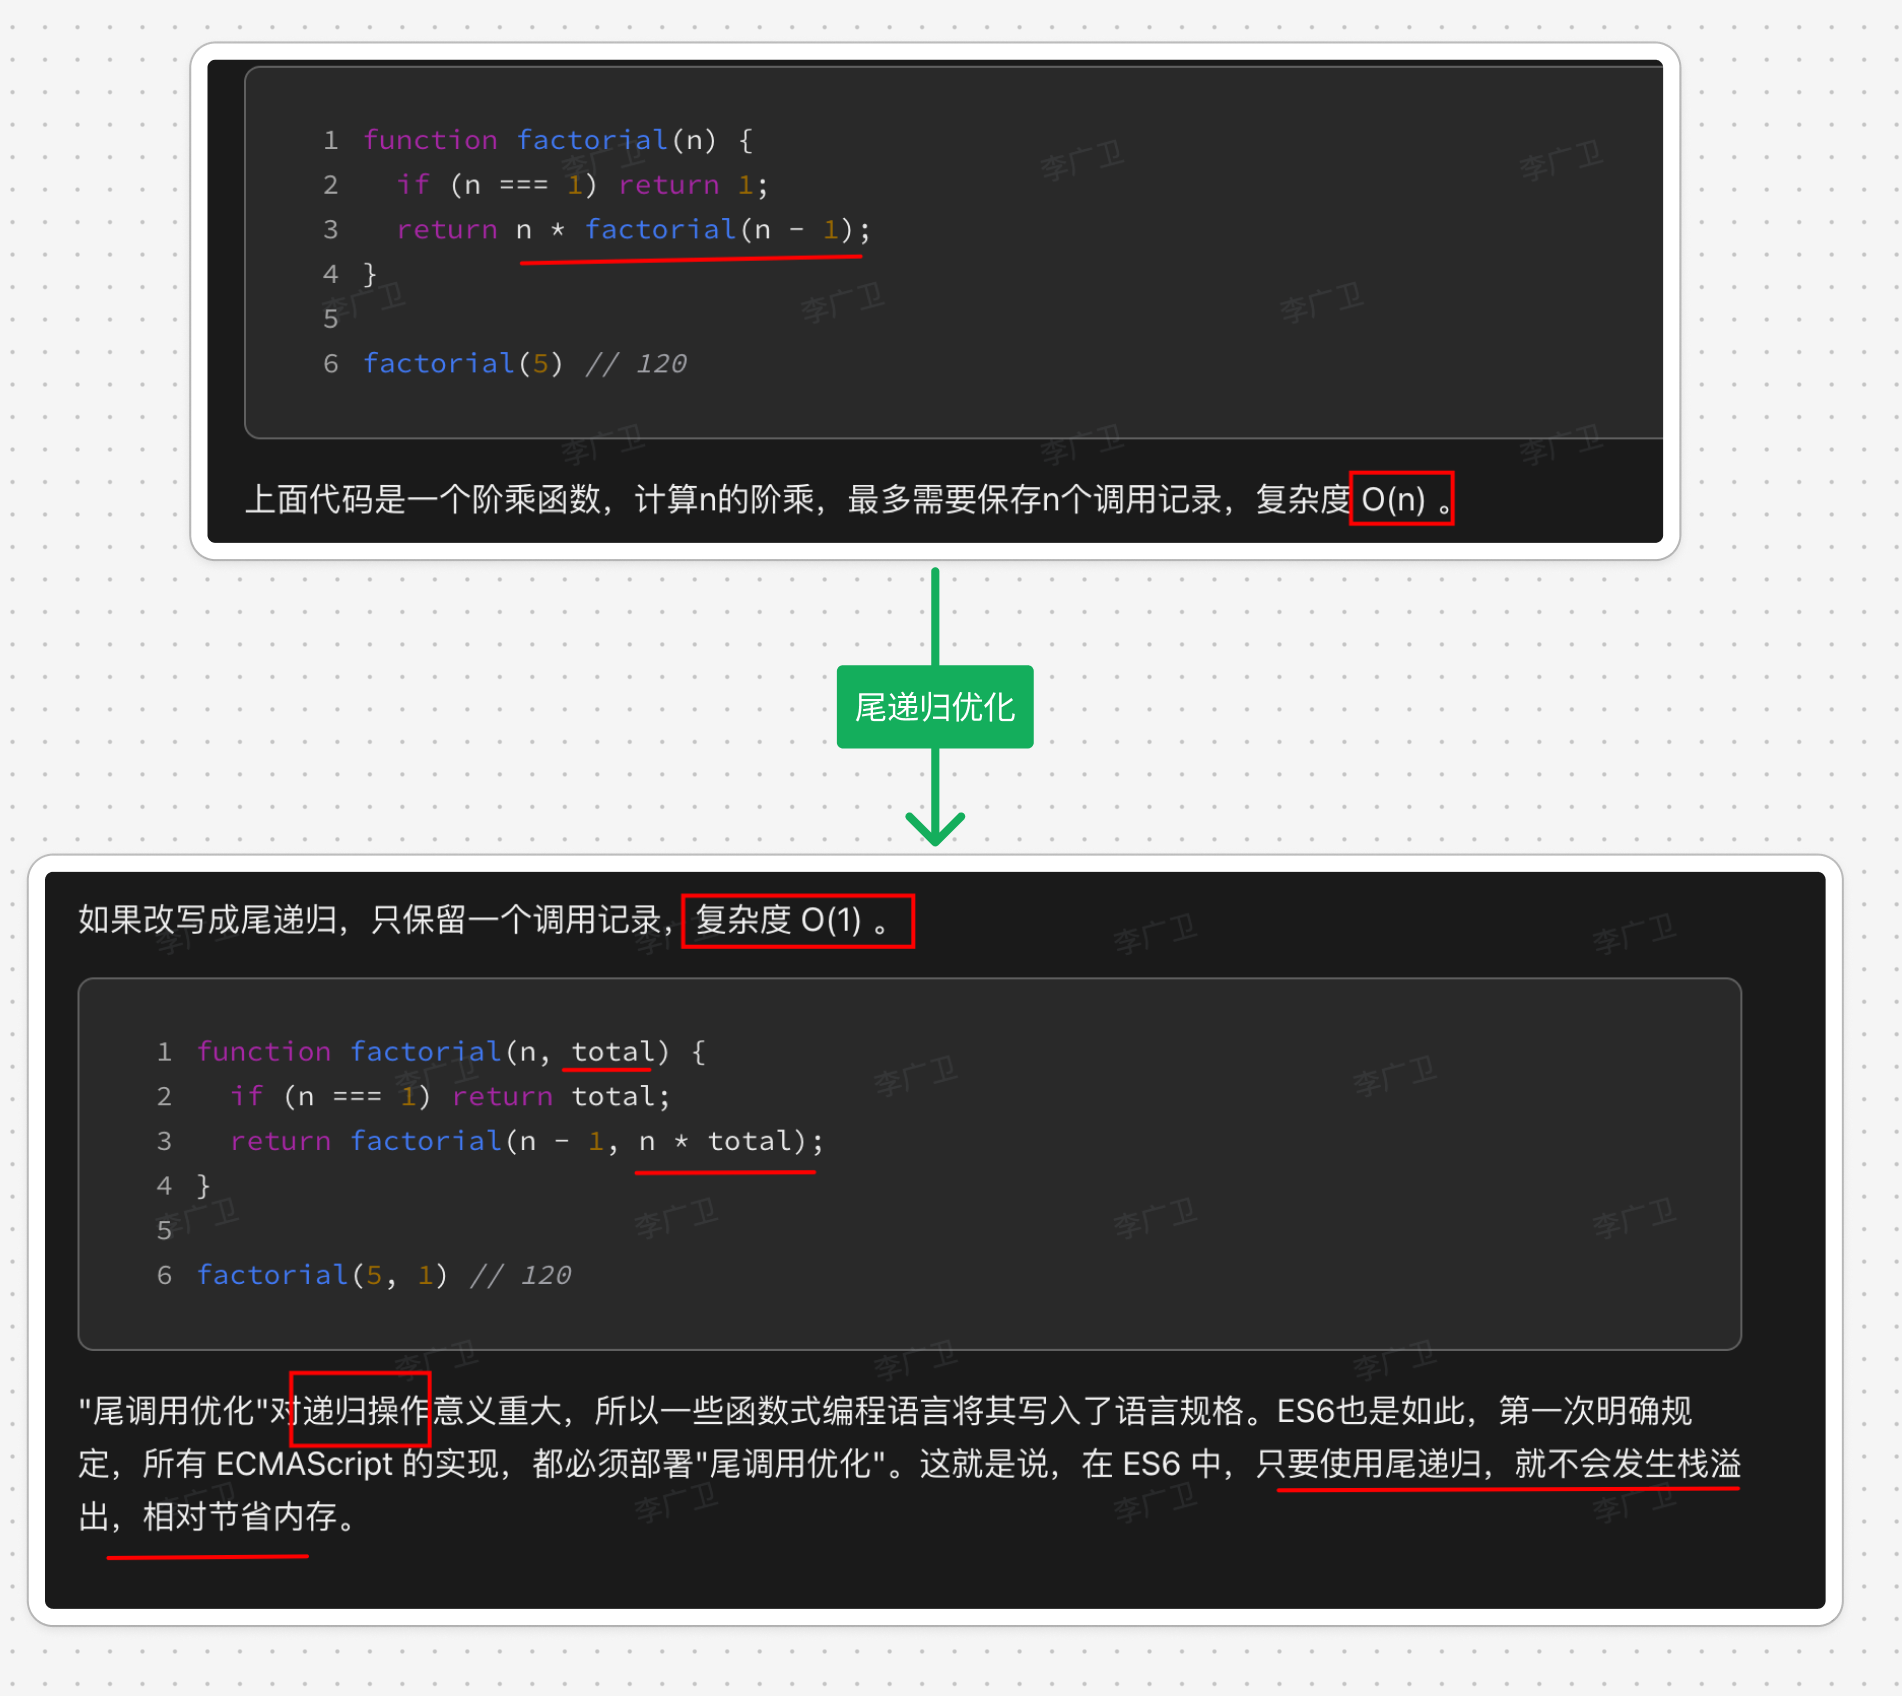 1 function factorial(n) {
2   if (n === 1) return 1;
3   return n * factorial(n - 1);
4 }
5
6 factorial(5) // 120
上面代码是一个阶乘函数，计算n的阶乘，最多需要保存n个调用记录，复杂度 O(n) 。
尾递归优化
如果改写成尾递归，只保留一个调用记录，复杂度 O(1) 。
1 function factorial(n, total) {
2   if (n === 1) return total;
3   return factorial(n - 1, n * total);
4 }
5
6 factorial(5, 1) // 120
"尾调用优化"对递归操作意义重大，所以一些函数式编程语言将其写入了语言规格。ES6也是如此，第一次明确规
定，所有 ECMAScript 的实现，都必须部署"尾调用优化"。这就是说，在 ES6 中，只要使用尾递归，就不会发生栈溢
出，相对节省内存。
李广卫